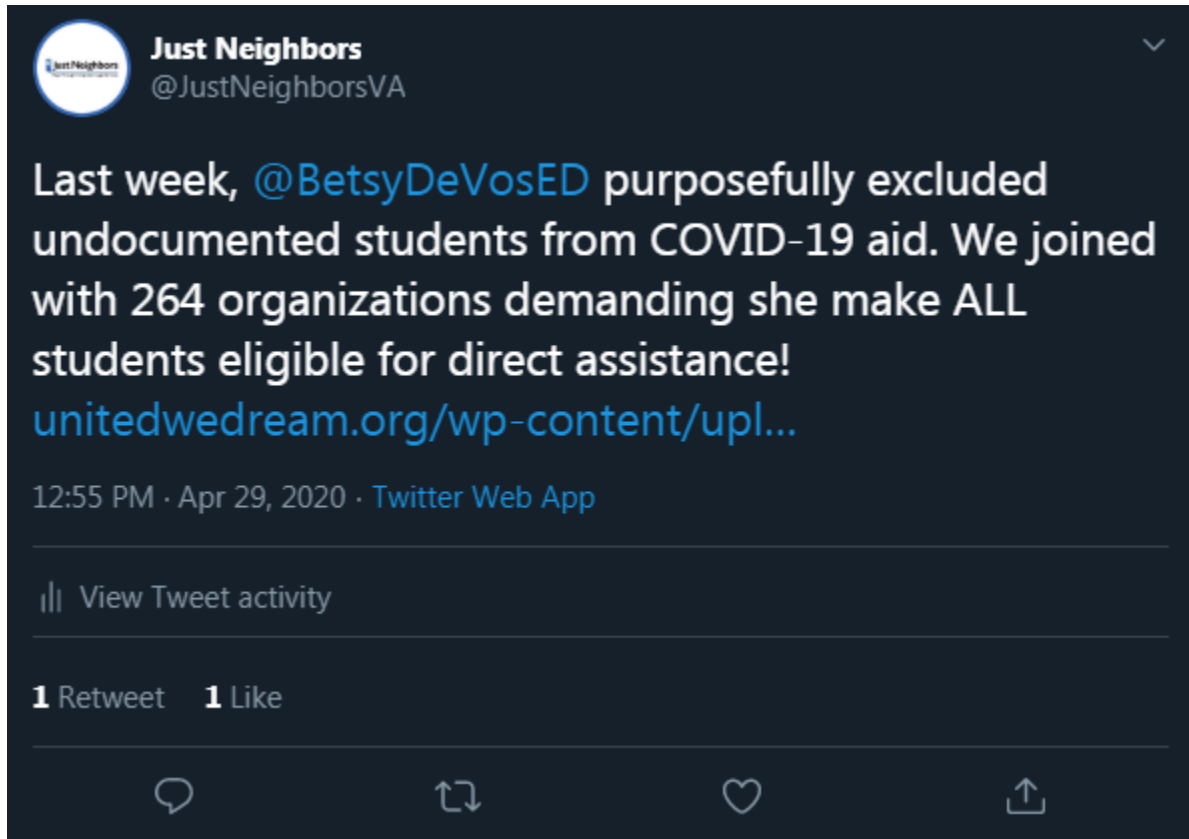 Just Neighbors
Just Neighbors
@JustNeighborsVA
Last week, @BetsyDeVosED purposefully excluded
undocumented students from COVID-19 aid. We joined
with 264 organizations demanding she make ALL
students eligible for direct assistance!
unitedwedream.org/wp-content/upl...
12:55 PM · Apr 29, 2020 · Twitter Web App
View Tweet activity
1 Retweet 1 Like